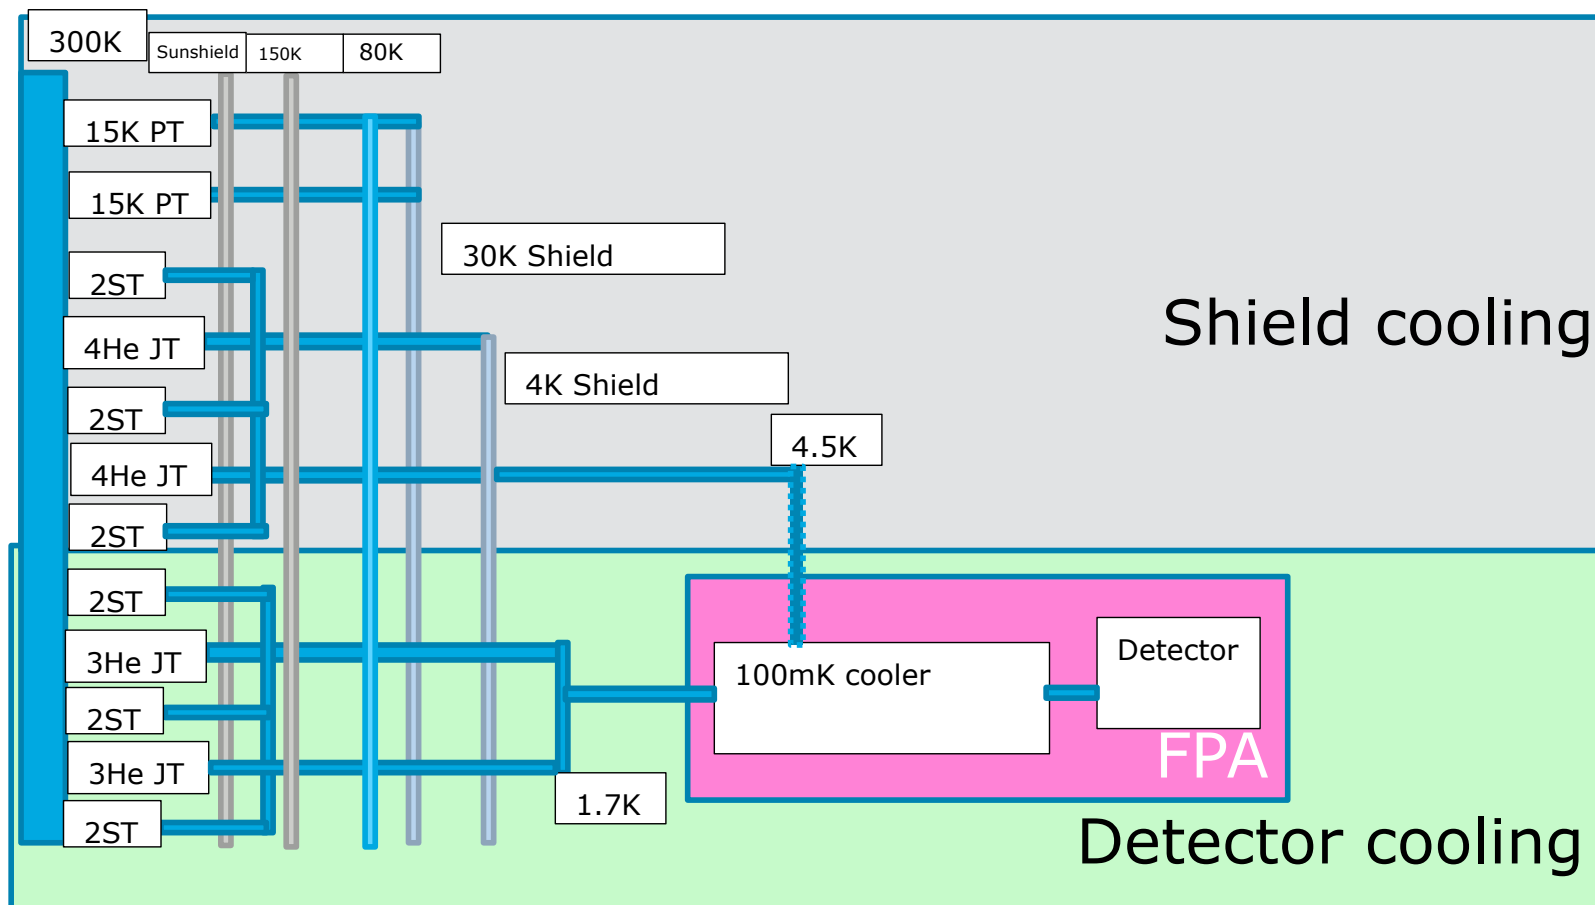 300K
Sunshield
150K
80K
15K PT
15K PT
30K Shield
2ST
Shield cooling
4He JT
4K Shield
2ST
4.5K
4He JT
2ST
2ST
3He JT
100mK cooler
Detector
2ST
FPA
3He JT
1.7K
2ST
Detector cooling